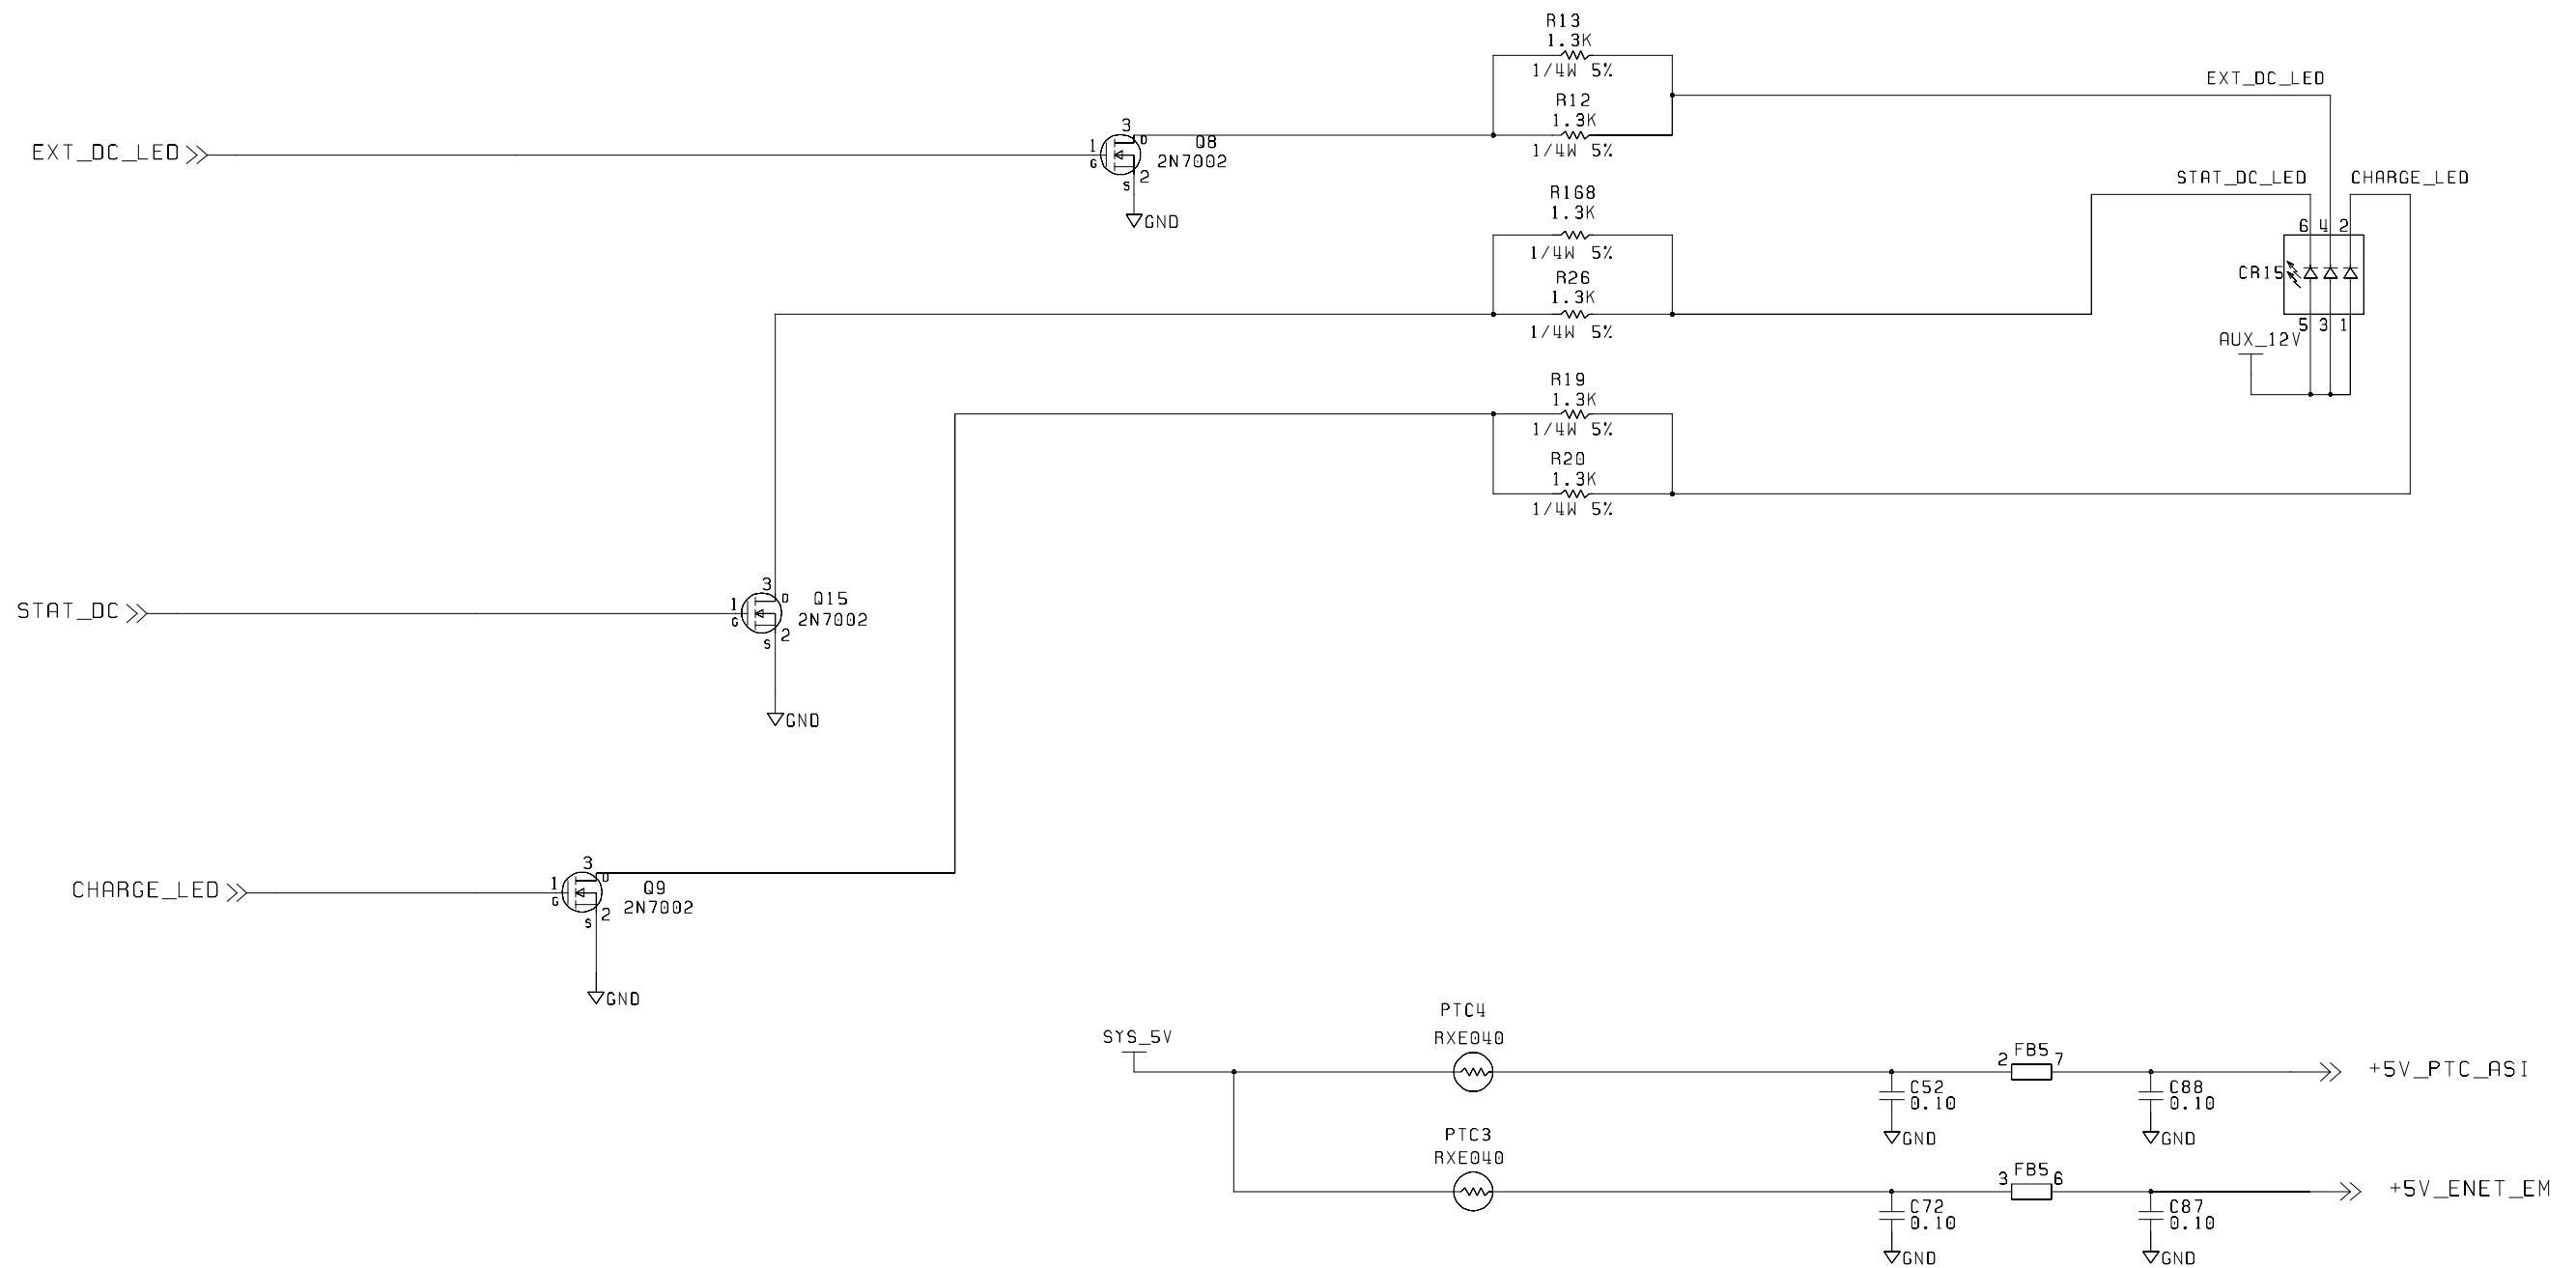 R13
1.3K
1/4W 5%
EXT_DC_LED
R12
1.3K
1/4W 5%
EXT_DC_LED
1
G
3
D
S
2
Q8
2N7002
GND
R168
1.3K
1/4W 5%
STAT_DC_LED
CHARGE_LED
6 4 2
CR15
5 3 1
AUX_12V
R26
1.3K
1/4W 5%
R19
1.3K
1/4W 5%
R20
1.3K
1/4W 5%
STAT_DC
1
G
3
D
S
2
Q15
2N7002
GND
CHARGE_LED
1
G
3
D
S
2
Q9
2N7002
GND
SYS_5V
PTC4
RXE040
C52
0.10
GND
2 FB5 7
C88
0.10
GND
+5V_PTC_ASI
PTC3
RXE040
C72
0.10
GND
3 FB5 6
C87
0.10
GND
+5V_ENET_EM